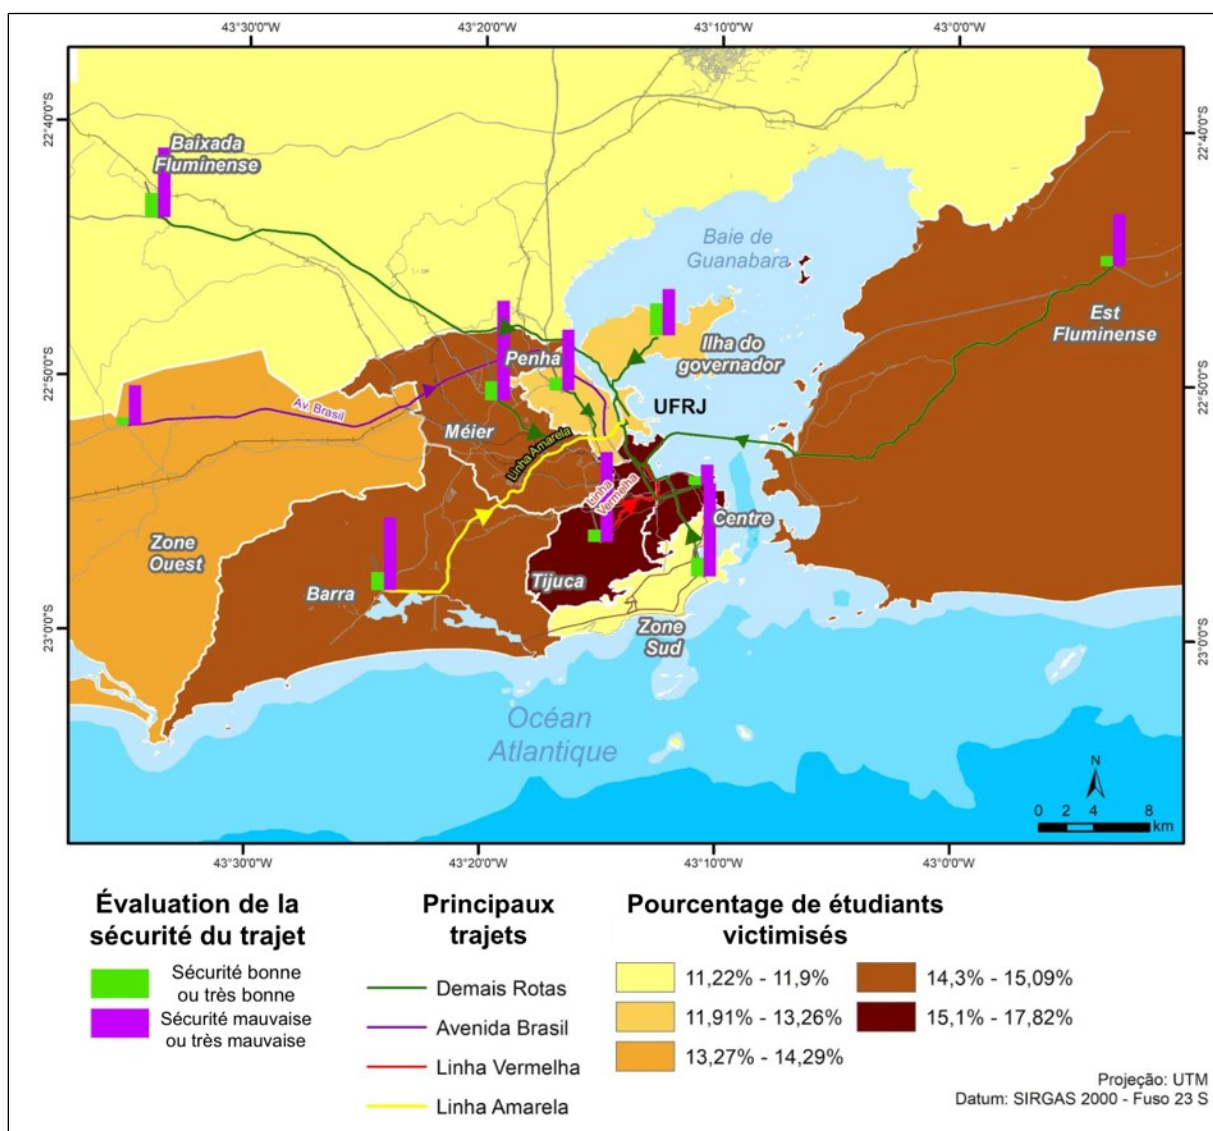 43°30'0"W
43°20'0"W
43°10'0"W
43°0'0"W
22°40'0"S
22°40'0"S
Baixada
Fluminense
Baie de
Guanabara
Est
Fluminense
Ilha do
governador
Penha
22°50'0"S
22°50'0"S
Av. Brasil
UFRJ
Méier
Linha Amarela
Linha
Vermelha
Centre
Zone
Ouest
Barra
Tijuca
Zone
Sud
23°0'0"S
23°0'0"S
Océan
Atlantique
N
0 2 4 8
km
43°30'0"W
43°20'0"W
43°10'0"W
43°0'0"W
Évaluation de la
sécurité du trajet
Sécurité bonne
ou très bonne
Sécurité mauvaise
ou très mauvaise
Principaux
trajets
Demais Rotas
Avenida Brasil
Linha Vermelha
Linha Amarela
Pourcentage de étudiants
victimisés
11,22% - 11,9%
11,91% - 13,26%
13,27% - 14,29%
14,3% - 15,09%
15,1% - 17,82%
Projeção: UTM
Datum: SIRGAS 2000 - Fuso 23 S